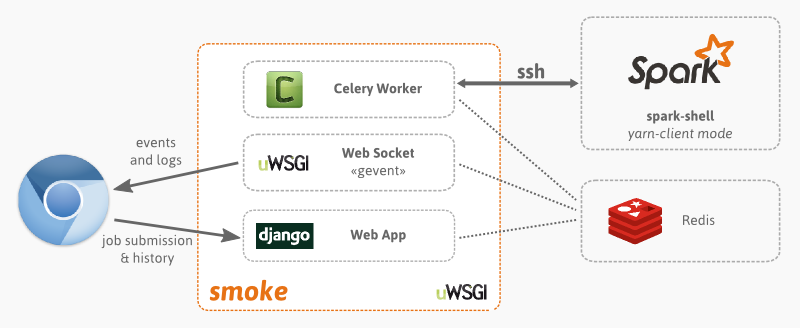 events
and logs
job submission
& history
C
Celery Worker
uWSGI
Web Socket
«gevent»
django
Web App
smoke
uWSGI
ssh
Spark
spark-shell
yarn-client mode
Redis